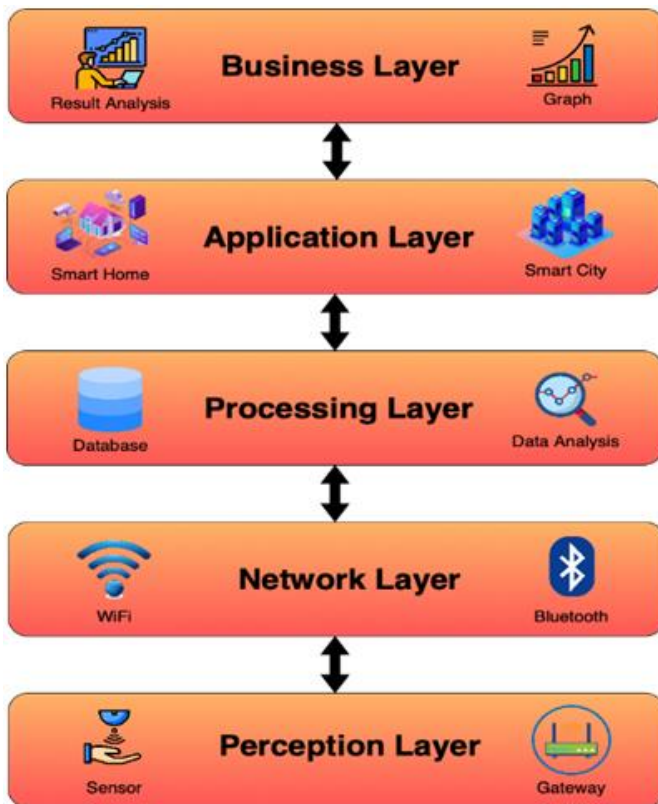 Business Layer
Result Analysis
Graph
Application Layer
Smart Home
Smart City
Processing Layer
Database
Data Analysis
Network Layer
WiFi
Bluetooth
Perception Layer
Sensor
Gateway